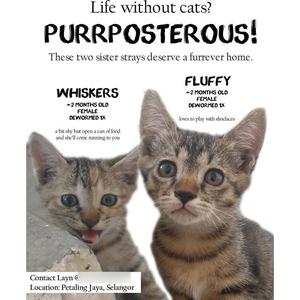 Life without cats?
PURRPOSTEROUS!
These two sister strays deserve a furrever home.
WHISKERS
~2 MONTHS OLD
FEMALE
DEWORMED 1X
a bit shy but open a can of food
and she'll come running to you
FLUFFY
~2 MONTHS OLD
FEMALE
DEWORMED 1X
loves to play with shoelaces
Contact Layn @
Location: Petaling Jaya, Selangor